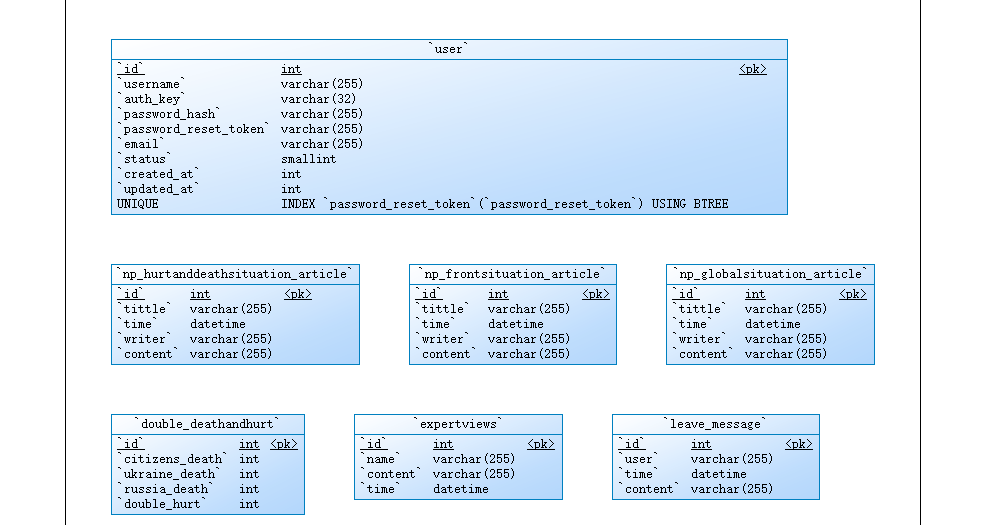 `user`
`id` int <pk>
`username` varchar(255)
`auth_key` varchar(32)
`password_hash` varchar(255)
`password_reset_token` varchar(255)
`email` varchar(255)
`status` smallint
`created_at` int
`updated_at` int
UNIQUE INDEX `password_reset_token`(`password_reset_token`) USING BTREE
`np_hurtanddeathsituation_article`
`id` int <pk>
`tittle` varchar(255)
`time` datetime
`writer` varchar(255)
`content` varchar(255)
`np_frontsituation_article`
`id` int <pk>
`tittle` varchar(255)
`time` datetime
`writer` varchar(255)
`content` varchar(255)
`np_globalsituation_article`
`id` int <pk>
`tittle` varchar(255)
`time` datetime
`writer` varchar(255)
`content` varchar(255)
`double_deathandhurt`
`id` int <pk>
`citizens_death` int
`ukraine_death` int
`russia_death` int
`double_hurt` int
`expertviews`
`id` int <pk>
`name` varchar(255)
`content` varchar(255)
`time` datetime
`leave_message`
`id` int <pk>
`user` varchar(255)
`time` datetime
`content` varchar(255)